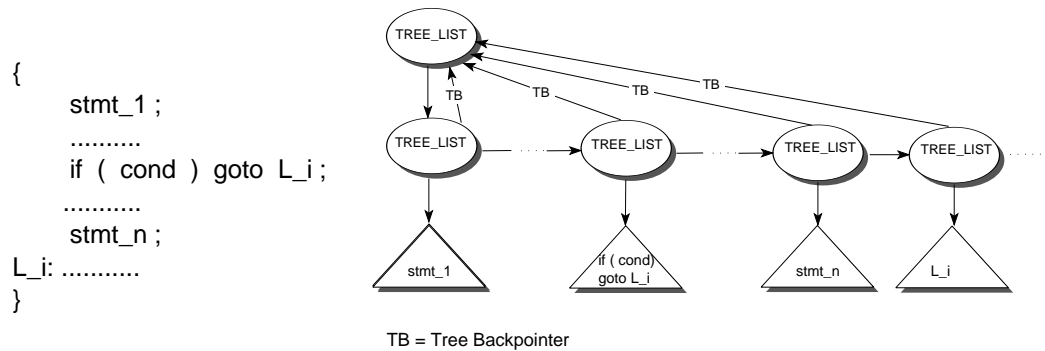 {
stmt_1 ;
..........
if ( cond ) goto L_i ;
...........
stmt_n ;
L_i: ...........
}
TREE_LIST
TB
TB
TB
TB
TREE_LIST
TREE_LIST
TREE_LIST
TREE_LIST
stmt_1
if ( cond)
goto L_i
stmt_n
L_i
TB = Tree Backpointer